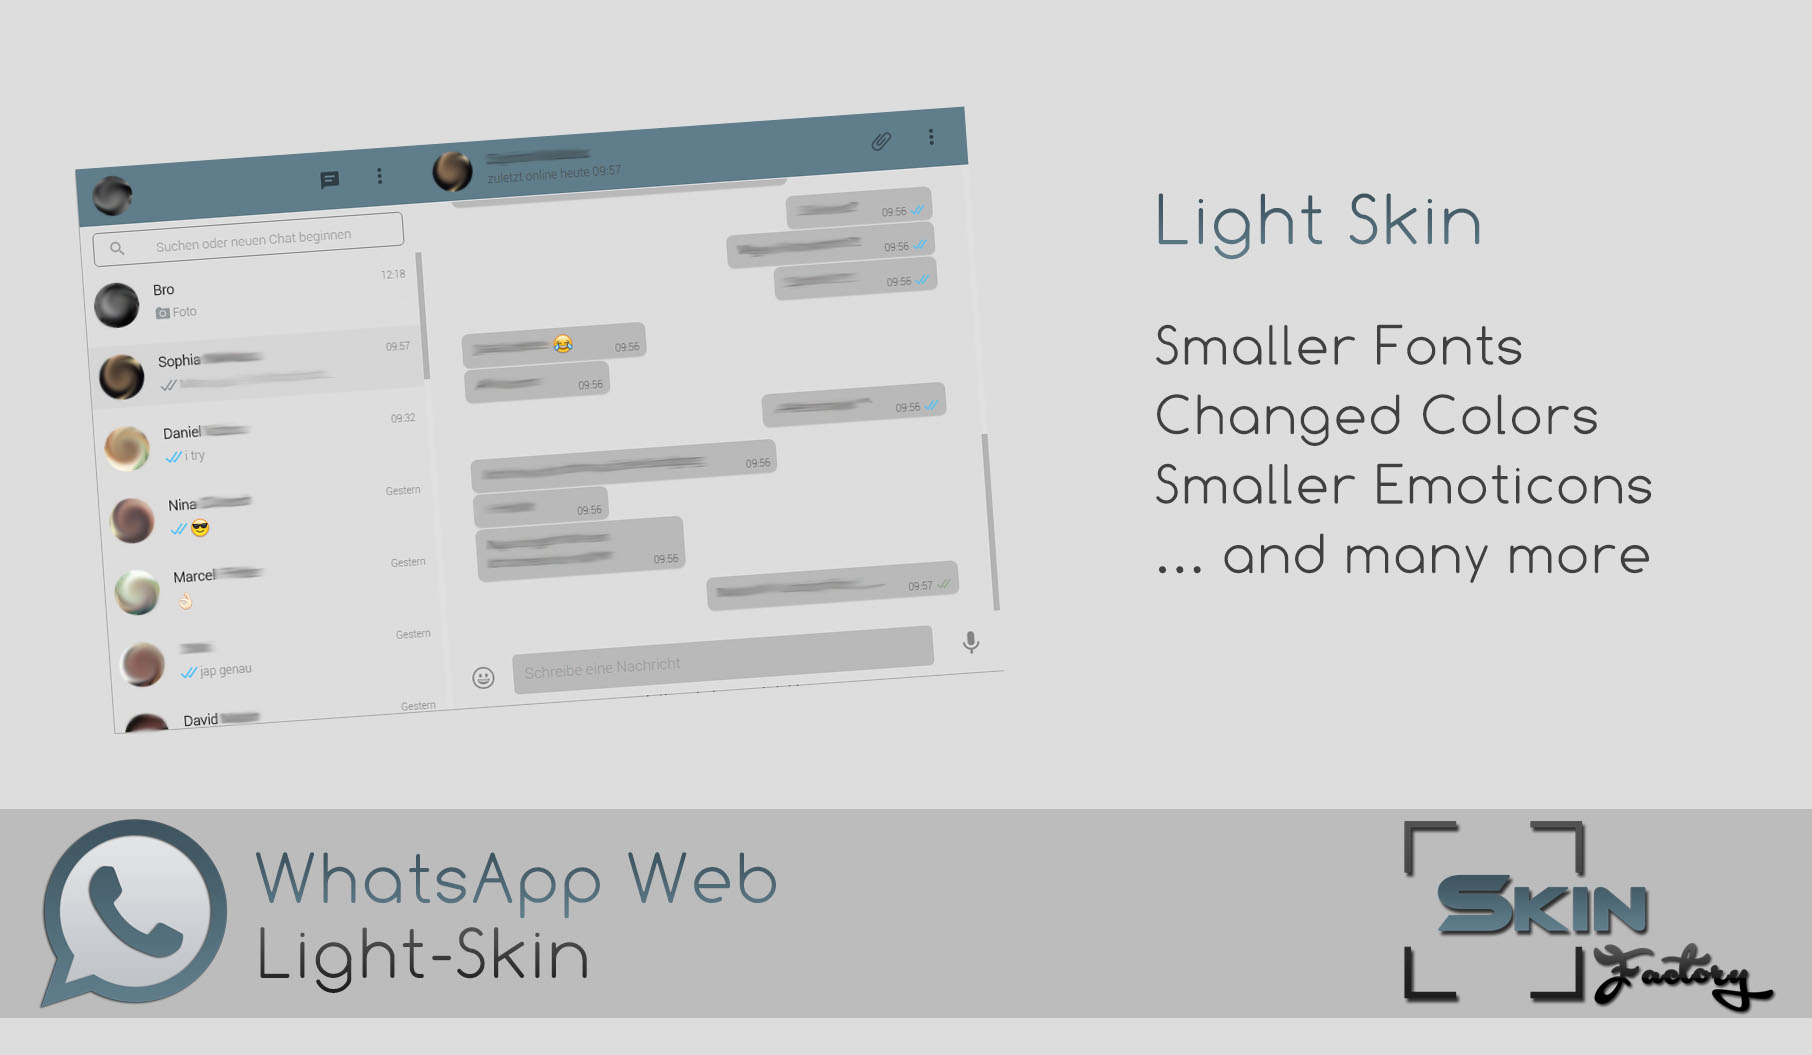 zuletzt online heute 09:57
Suchen oder neuen Chat beginnen
Bro
12:18
Foto
Sophia
09:57
Daniel
09:32
i try
Nina
Gestern
Marcel
Gestern
Gestern
jap genau
David
Gestern
09:56
09:56
09:56
09:56
09:56
09:56
09:56
09:56
09:56
09:57
Schreibe eine Nachricht
Light Skin
Smaller Fonts
Changed Colors
Smaller Emoticons
... and many more
WhatsApp Web
Light-Skin
Skin
Factory